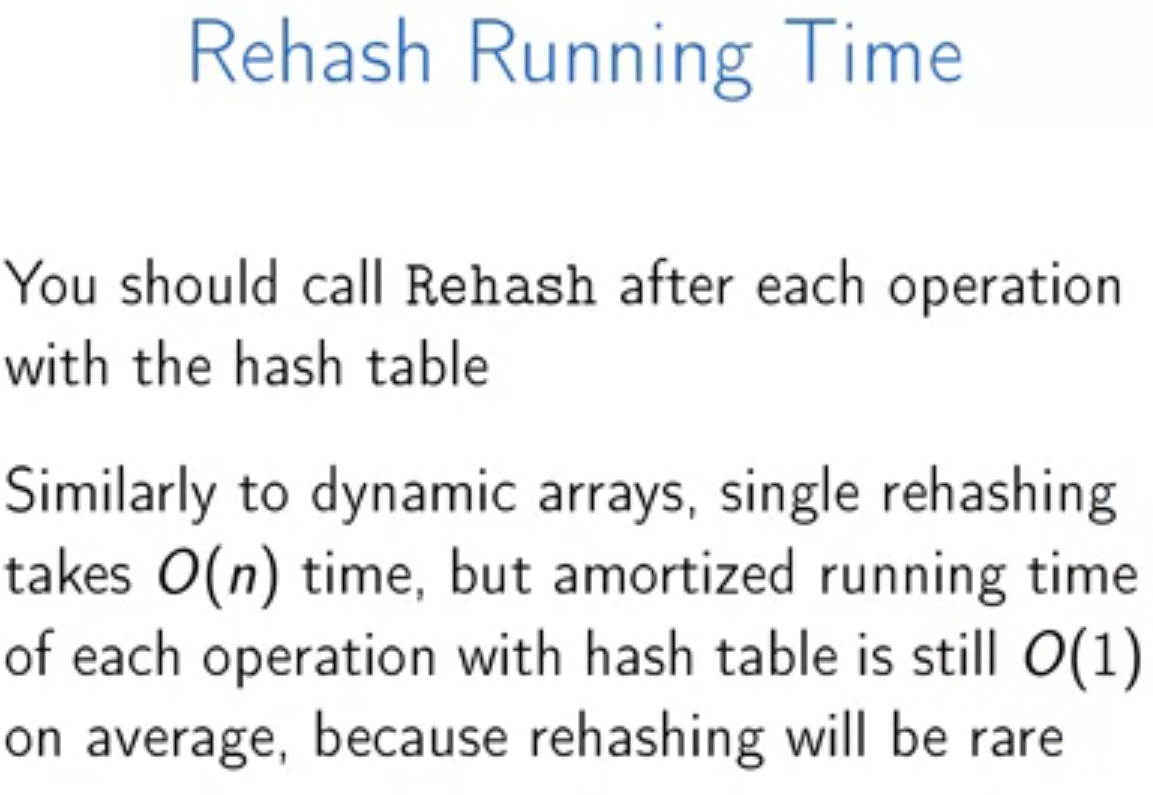 Rehash Running Time
You should call Rehash after each operation
with the hash table
Similarly to dynamic arrays, single rehashing
takes O(n) time, but amortized running time
of each operation with hash table is still O(1)
on average, because rehashing will be rare